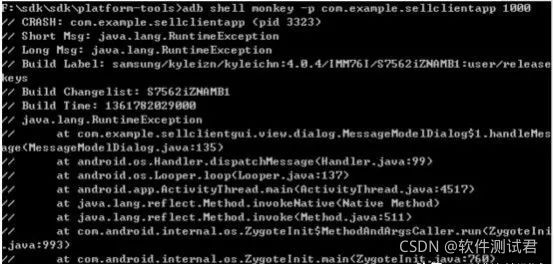 F:\sdk\sdk\platform-tools>adb shell monkey -p com.example.sellclientapp 1000
// CRASH: com.example.sellclientapp (pid 3323)
// Short Msg: java.lang.RuntimeException
// Long Msg: java.lang.RuntimeException
// Build Label: samsung/kyleizn/kyleichn:4.0.4/IMM76I/S7562iZNAMB1:user/release
keys
// Build Changelist: S7562iZNAMB1
// Build Time: 1361782029000
// java.lang.RuntimeException
//      at com.example.sellclientgui.view.dialog.MessageModelDialog$1.handleMess
age(MessageModelDialog.java:135)
//      at android.os.Handler.dispatchMessage(Handler.java:99)
//      at android.os.Looper.loop(Looper.java:137)
//      at android.app.ActivityThread.main(ActivityThread.java:4517)
//      at java.lang.reflect.Method.invokeNative(Native Method)
//      at java.lang.reflect.Method.invoke(Method.java:511)
//      at com.android.internal.os.ZygoteInit$MethodAndArgsCaller.run(ZygoteInit
.java:993)
//      at com.android.internal.os.ZygoteInit.main(ZygoteInit.java:760)
CSDN @软件测试君